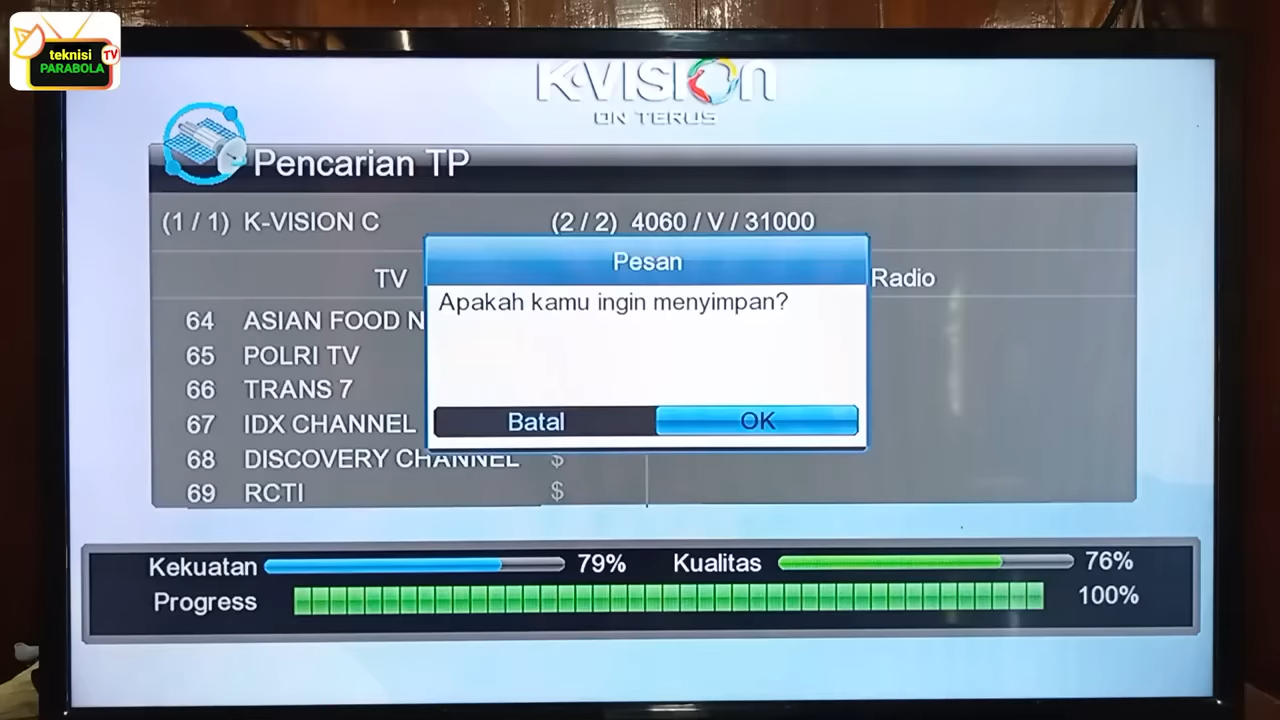 teknisi TV
PARABOLA
K-VISION
ON TERUS
Pencarian TP
(1 / 1) K-VISION C (2 / 2) 4060 / V / 31000
TV Radio
Pesan
Apakah kamu ingin menyimpan?
Batal OK
64 ASIAN FOOD N
65 POLRI TV
66 TRANS 7
67 IDX CHANNEL
68 DISCOVERY CHANNEL $
69 RCTI $
Kekuatan 79% Kualitas 76%
Progress 100%